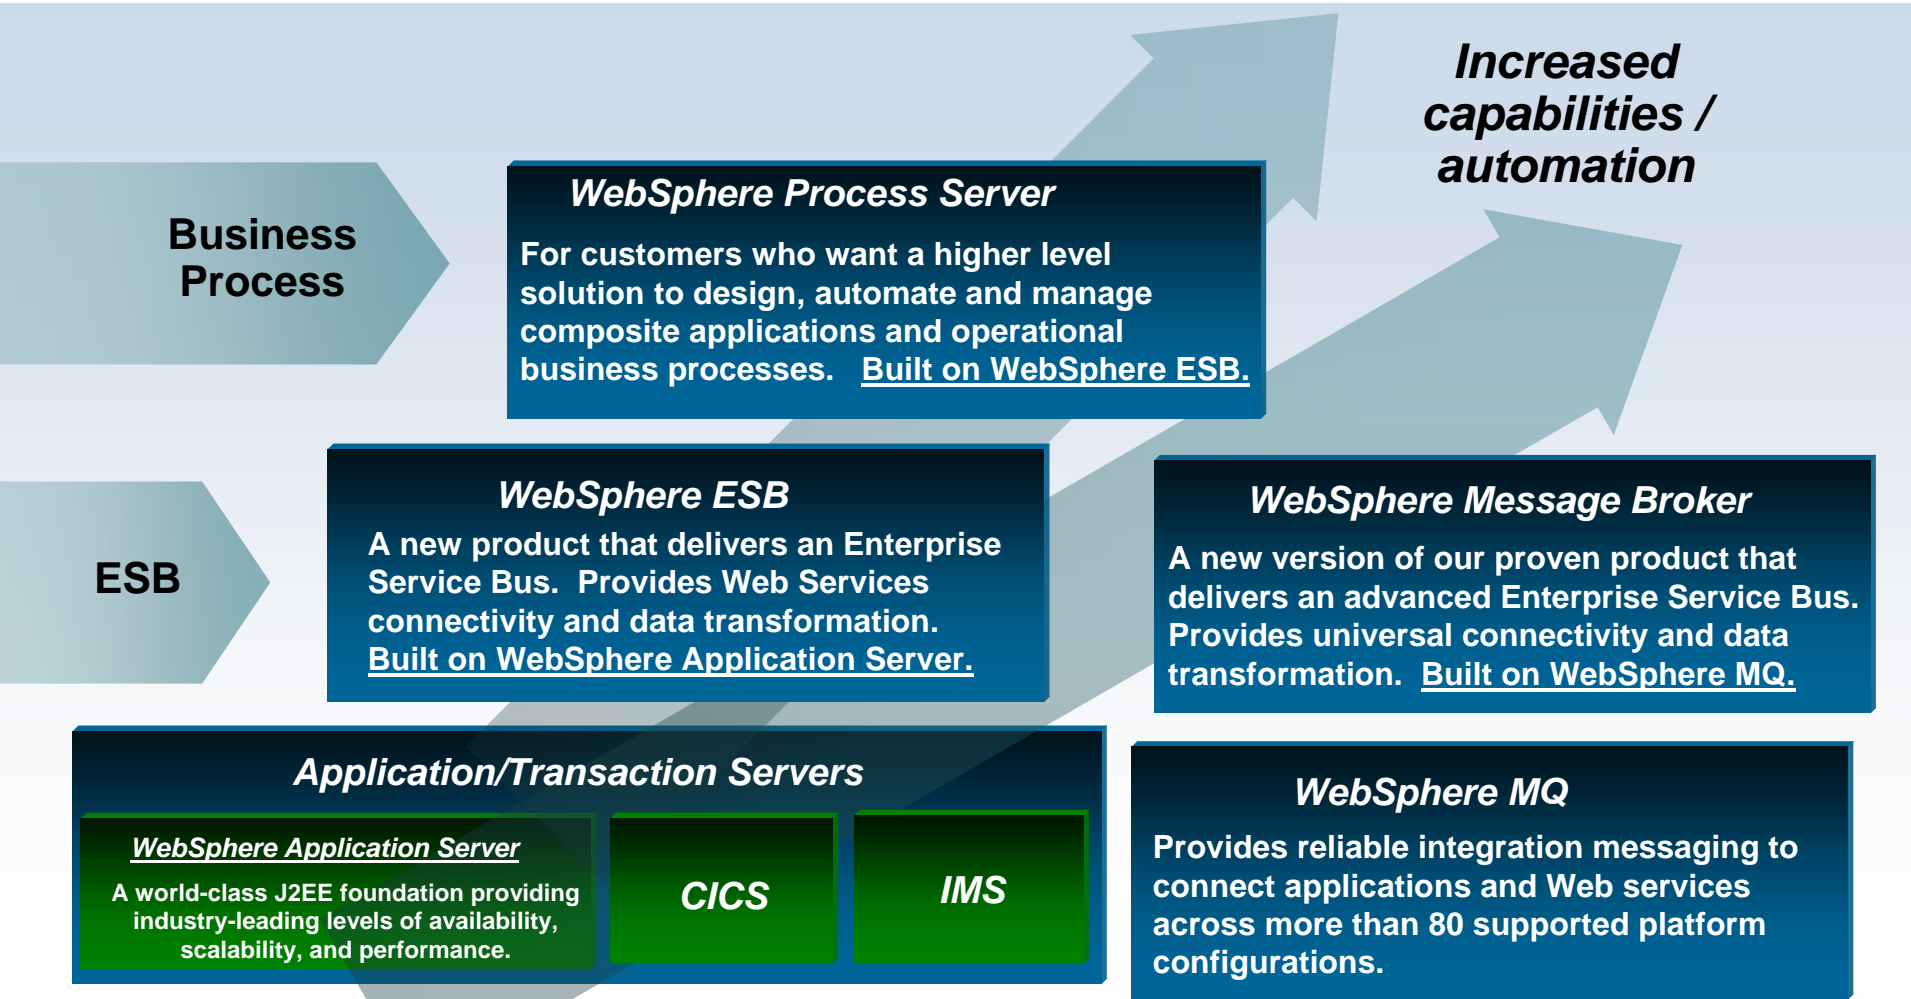 Increased
capabilities /
automation
Business
Process
WebSphere Process Server
For customers who want a higher level
solution to design, automate and manage
composite applications and operational
business processes. Built on WebSphere ESB.
ESB
WebSphere ESB
A new product that delivers an Enterprise
Service Bus. Provides Web Services
connectivity and data transformation.
Built on WebSphere Application Server.
WebSphere Message Broker
A new version of our proven product that
delivers an advanced Enterprise Service Bus.
Provides universal connectivity and data
transformation. Built on WebSphere MQ.
Application/Transaction Servers
WebSphere Application Server
A world-class J2EE foundation providing
industry-leading levels of availability,
scalability, and performance.
CICS
IMS
WebSphere MQ
Provides reliable integration messaging to
connect applications and Web services
across more than 80 supported platform
configurations.